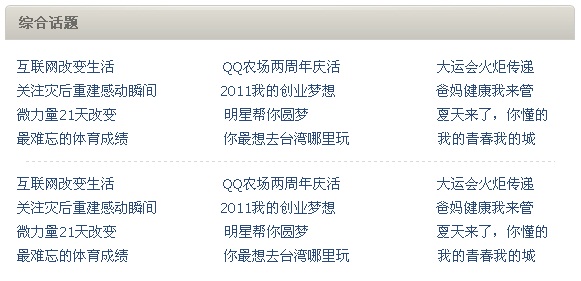 综合话题
互联网改变生活 QQ农场两周年庆活 大运会火炬传递
关注灾后重建感动瞬间 2011我的创业梦想 爸妈健康我来管
微力量21天改变 明星帮你圆梦 夏天来了，你懂的
最难忘的体育成绩 你最想去台湾哪里玩 我的青春我的城
互联网改变生活 QQ农场两周年庆活 大运会火炬传递
关注灾后重建感动瞬间 2011我的创业梦想 爸妈健康我来管
微力量21天改变 明星帮你圆梦 夏天来了，你懂的
最难忘的体育成绩 你最想去台湾哪里玩 我的青春我的城